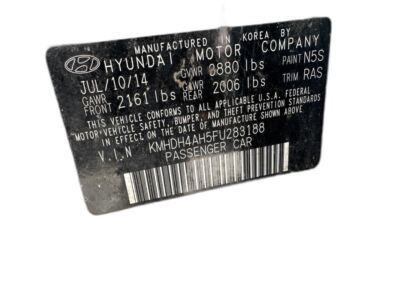 MANUFACTURED IN KOREA BY
HYUNDAI MOTOR COMPANY
JUL/10/14 GVWR 3880 lbs PAINT N5S
GAWR FRONT 2161 lbs GAWR REAR 2006 lbs TRIM RAS
THIS VEHICLE CONFORMS TO ALL APPLICABLE U.S.A. FEDERAL
MOTOR VEHICLE SAFETY, BUMPER, AND THEFT PREVENTION STANDARDS
IN EFFECT ON THE DATE OF MANUFACTURE SHOWN ABOVE.
V.I.N KMHDH4AH5FU283188
PASSENGER CAR